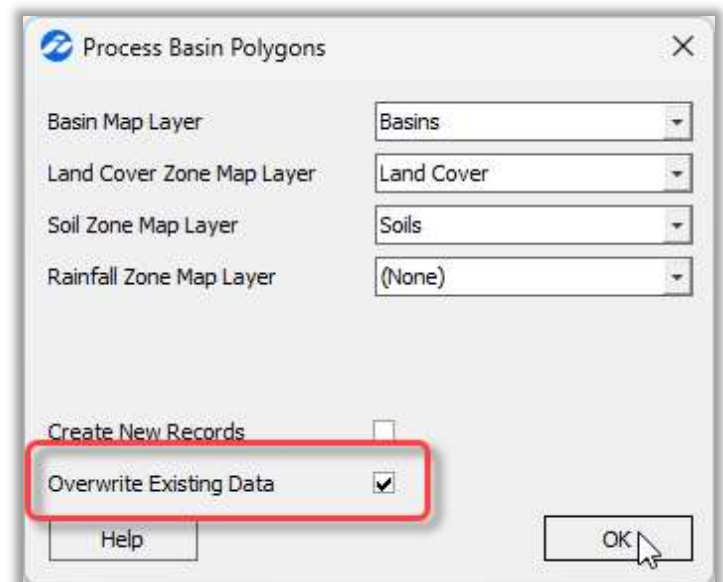 Process Basin Polygons
Basin Map Layer Basins
Land Cover Zone Map Layer Land Cover
Soil Zone Map Layer Soils
Rainfall Zone Map Layer (None)
Create New Records
Overwrite Existing Data
Help OK